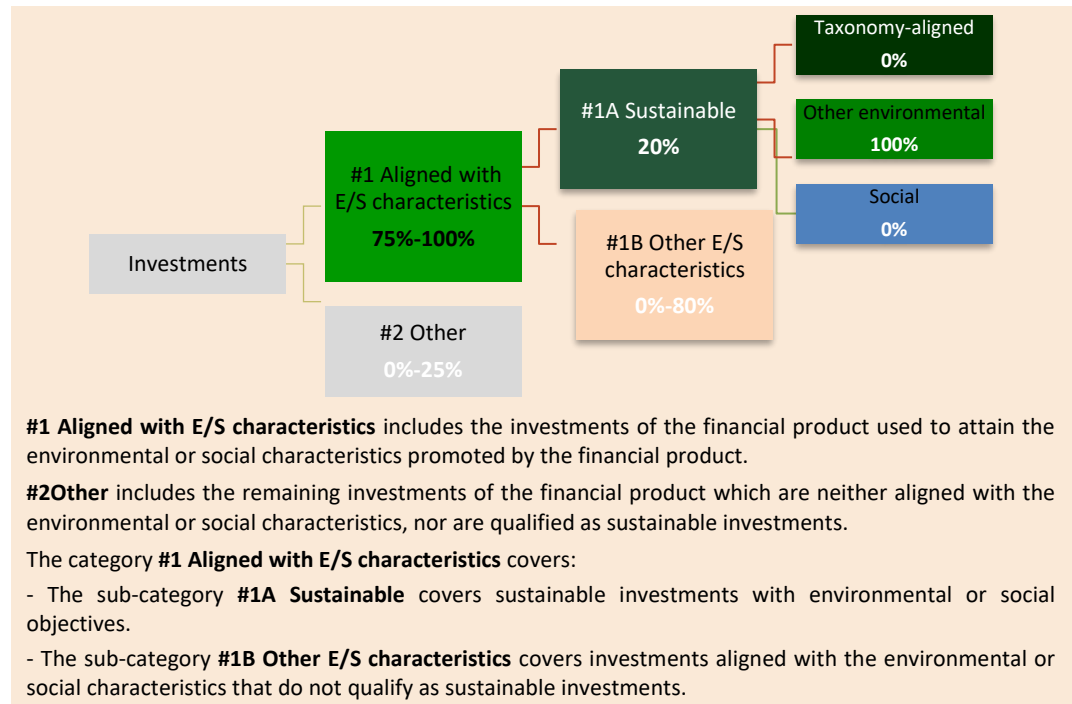 Taxonomy-aligned
0%
#1A Sustainable
20%
Other environmental
100%
#1 Aligned with
E/S characteristics
75%-100%
Social
0%
#1B Other E/S
characteristics
0%-80%
Investments
#2 Other
0%-25%
#1 Aligned with E/S characteristics includes the investments of the financial product used to attain the
environmental or social characteristics promoted by the financial product.
#2Other includes the remaining investments of the financial product which are neither aligned with the
environmental or social characteristics, nor are qualified as sustainable investments.
The category #1 Aligned with E/S characteristics covers:
- The sub-category #1A Sustainable covers sustainable investments with environmental or social
objectives.
- The sub-category #1B Other E/S characteristics covers investments aligned with the environmental or
social characteristics that do not qualify as sustainable investments.